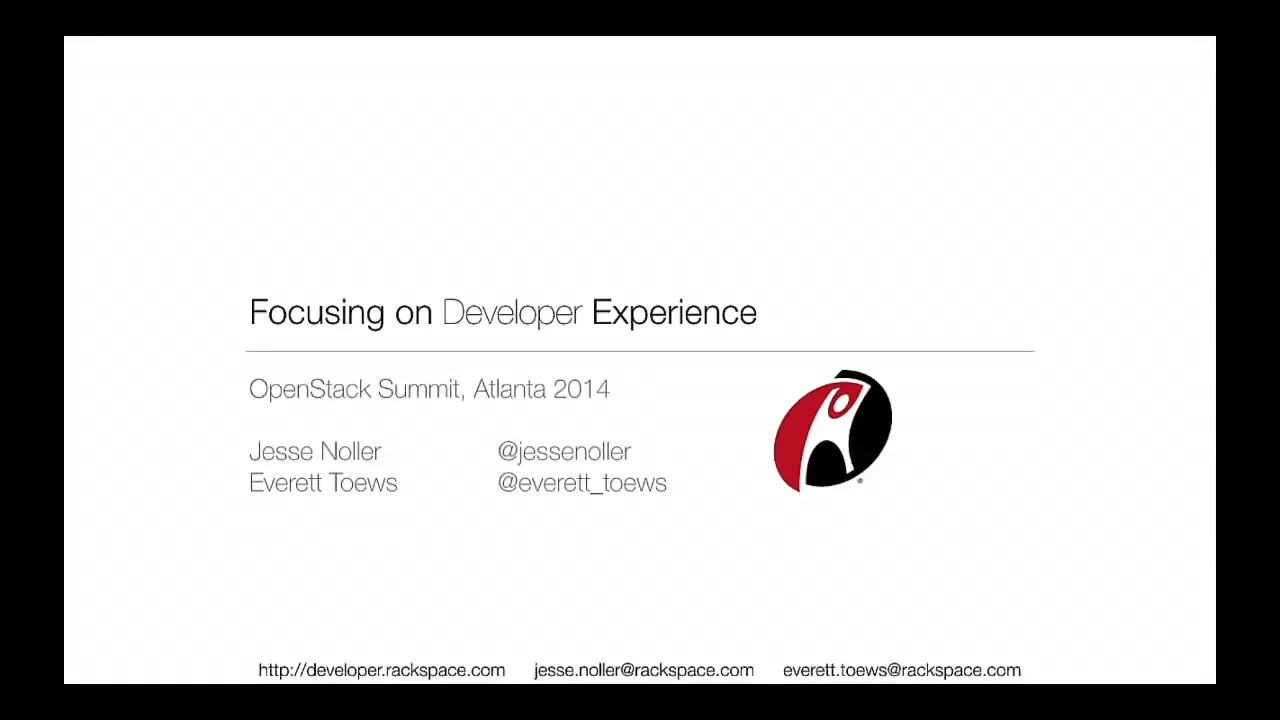 Focusing on Developer Experience
OpenStack Summit, Atlanta 2014
Jesse Noller @jessenoller
Everett Toews @everett_toews
®
http://developer.rackspace.com jesse.noller@rackspace.com everett.toews@rackspace.com